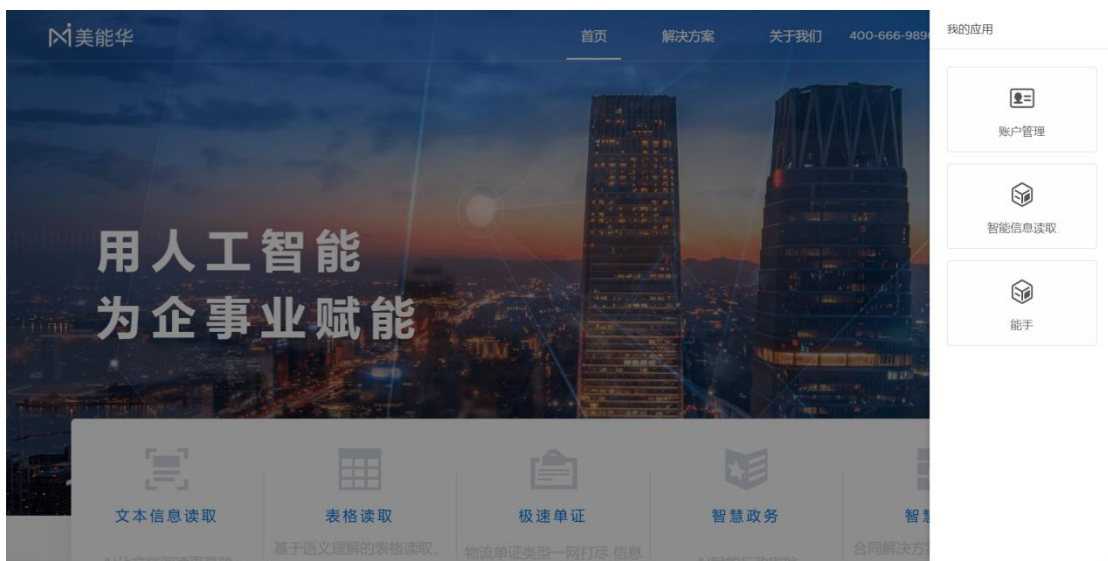 美能华
首页
解决方案
关于我们
400-666-989
我的应用
账户管理
智能信息读取
能手
用人工智能
为企事业赋能
文本信息读取
表格读取
极速单证
智慧政务
智
基于语义理解的表格读取,
物流单证类型一网打尽 信息
合同解决方